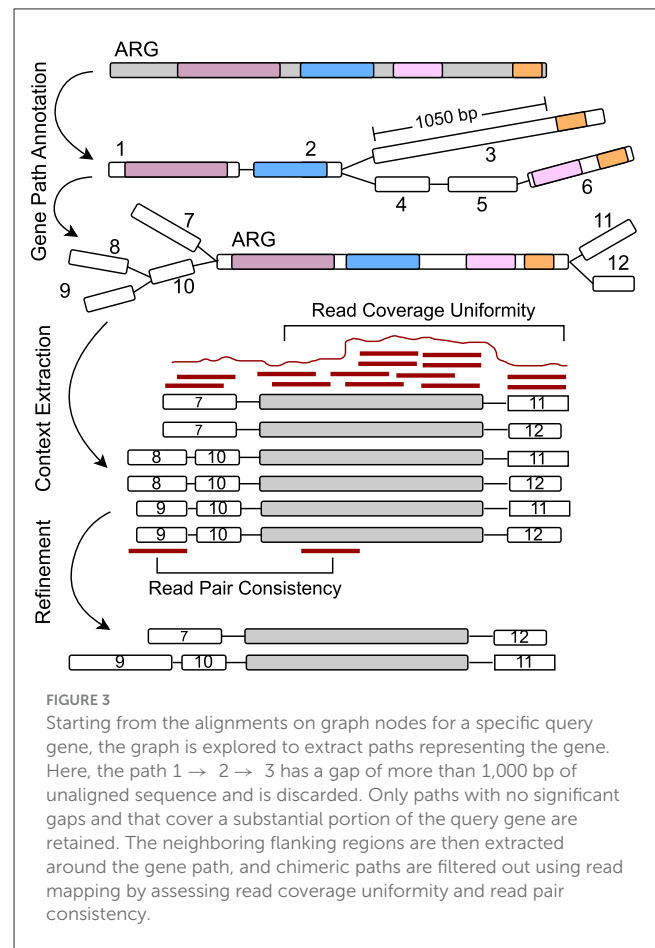 ARG
Gene Path Annotation
1050 bp
1
2
3
4
5
6
7
8
9
10
ARG
11
12
Context Extraction
Read Coverage Uniformity
7
11
7
12
8
10
11
8
10
12
9
10
11
9
10
12
Refinement
Read Pair Consistency
7
12
9
10
11
FIGURE 3
Starting from the alignments on graph nodes for a specific query
gene, the graph is explored to extract paths representing the gene.
Here, the path 1 → 2 → 3 has a gap of more than 1,000 bp of
unaligned sequence and is discarded. Only paths with no significant
gaps and that cover a substantial portion of the query gene are
retained. The neighboring flanking regions are then extracted
around the gene path, and chimeric paths are filtered out using read
mapping by assessing read coverage uniformity and read pair
consistency.